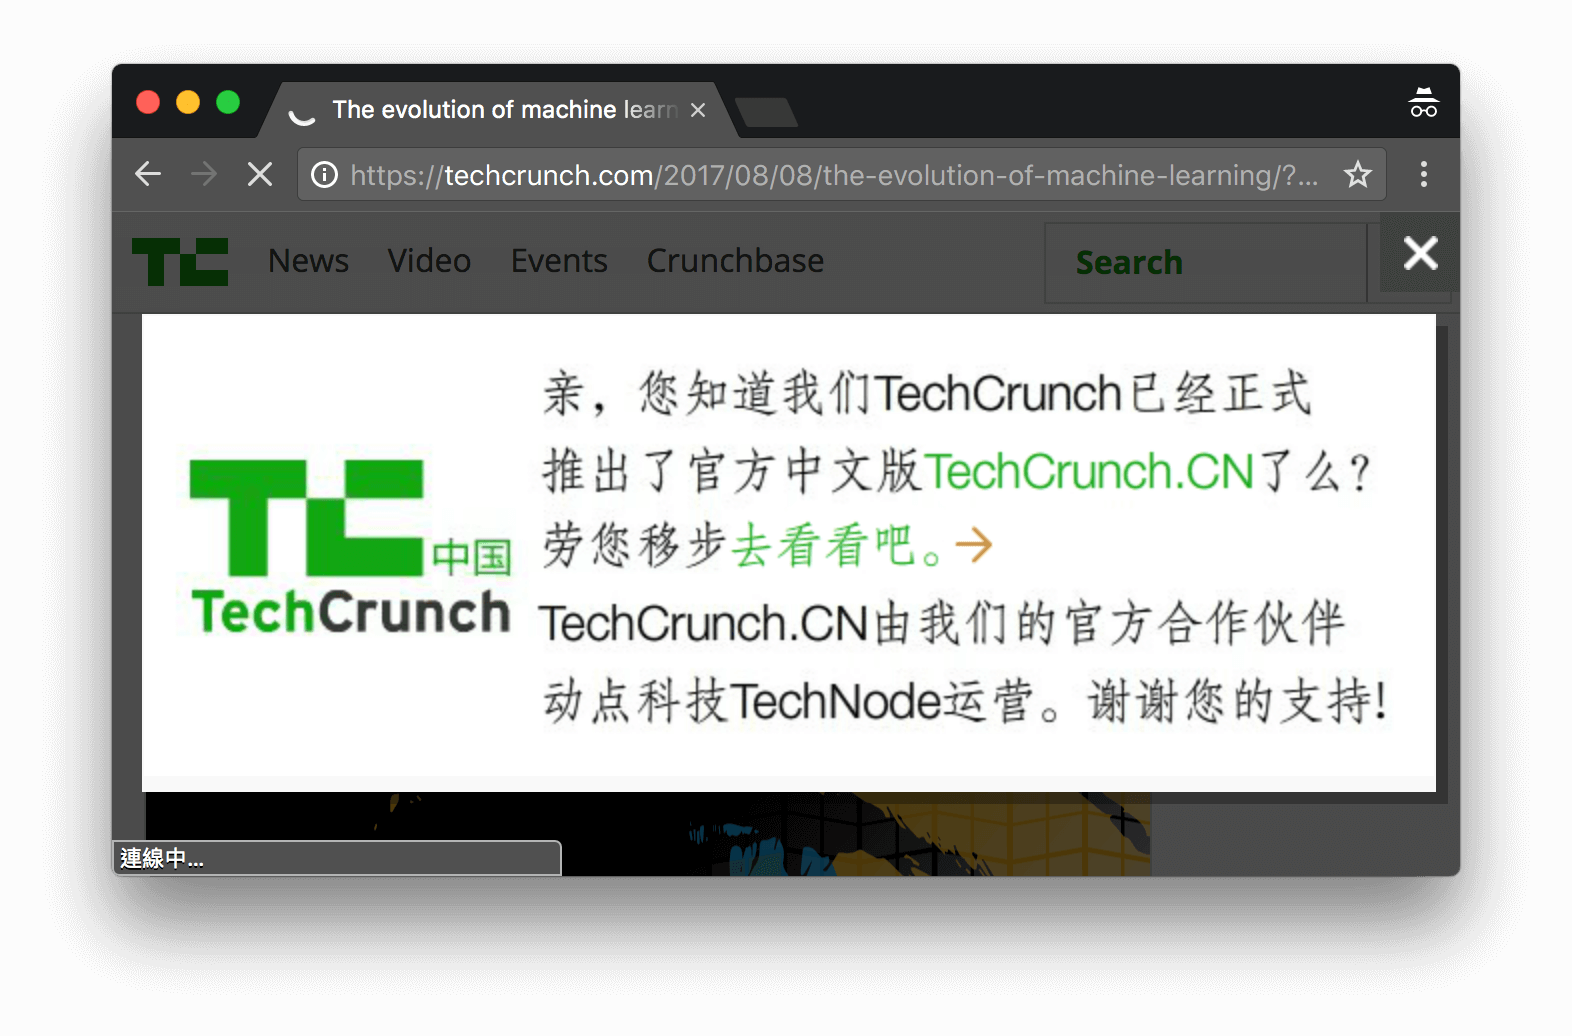 The evolution of machine learn
https://techcrunch.com/2017/08/08/the-evolution-of-machine-learning/?...
TC News Video Events Crunchbase Search
亲，您知道我们TechCrunch已经正式
推出了官方中文版TechCrunch.CN了么?
劳您移步去看看吧。→
TechCrunch.CN由我们的官方合作伙伴
动点科技TechNode运营。谢谢您的支持!
TC中国
TechCrunch
連線中...